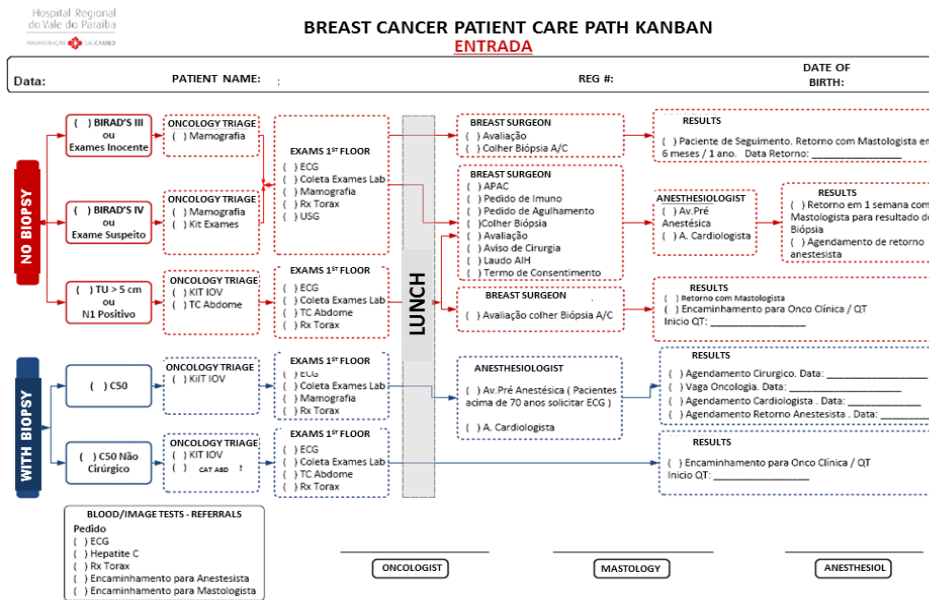 Hospital Regional
do Vale do Paraíba
BREAST CANCER PATIENT CARE PATH KANBAN
ENTRADA
Data:
PATIENT NAME: :
REG #:
DATE OF
BIRTH:
NO BIOPSY
( ) BIRAD'S III
ou
Exames Inocente
ONCOLOGY TRIAGE
( ) Mamografia
( ) BIRAD'S IV
ou
Exame Suspeito
ONCOLOGY TRIAGE
( ) Mamografia
( ) Kit Exames
EXAMS 1ST FLOOR
( ) ECG
( ) Coleta Exames Lab
( ) Mamografia
( ) Rx Torax
( ) USG
( ) TU > 5 cm
ou
N1 Positivo
ONCOLOGY TRIAGE
( ) KIT IOV
( ) TC Abdome
EXAMS 1ST FLOOR
( ) ECG
( ) Coleta Exames Lab
( ) TC Abdome
( ) Rx Torax
LUNCH
BREAST SURGEON
( ) Avaliação
( ) Colher Biópsia A/C
RESULTS
( ) Paciente de Seguimento. Retorno com Mastologista em
6 meses / 1 ano. Data Retorno: _______________
BREAST SURGEON
( ) APAC
( ) Pedido de Imuno
( ) Pedido de Agulhamento
( )Colher Biópsia
( ) Avaliação
( ) Aviso de Cirurgia
( ) Laudo AIH
( ) Termo de Consentimento
ANESTHESIOLOGIST
( ) Av.Pré
Anestésica
( ) A. Cardiologista
RESULTS
( ) Retorno em 1 semana com
Mastologista para resultado de
Biópsia
( ) Agendamento de retorno
anestesista
BREAST SURGEON
( ) Avaliação colher Biópsia A/C
RESULTS
( ) Retorno com Mastologista
( ) Encaminhamento para Onco Clínica / QT
Inicio QT: ________________
WITH BIOPSY
( ) C50
ONCOLOGY TRIAGE
( ) KiIT IOV
EXAMS 1ST FLOOR
( ) ECG
( ) Coleta Exames Lab
( ) Mamografia
( ) Rx Torax
ANESTHESIOLOGIST
( ) Av.Pré Anestésica ( Pacientes
acima de 70 anos solicitar ECG )
( ) A. Cardiologista
RESULTS
( ) Agendamento Cirurgico. Data: _________________
( ) Vaga Oncologia. Data: ___________________
( ) Agendamento Cardiologista . Data: ______________
( ) Agendamento Retorno Anestesista . Data: ________
( ) C50 Não
Cirúrgico
ONCOLOGY TRIAGE
( ) KIT IOV
( ) CAT ABD ?
EXAMS 1ST FLOOR
( ) ECG
( ) Coleta Exames Lab
( ) TC Abdome
( ) Rx Torax
RESULTS
( ) Encaminhamento para Onco Clínica / QT
Inicio QT: ________________
BLOOD/IMAGE TESTS - REFERRALS
Pedido
( ) ECG
( ) Hepatite C
( ) Rx Torax
( ) Encaminhamento para Anestesista
( ) Encaminhamento para Mastologista
ONCOLOGIST
MASTOLOGY
ANESTHESIOL